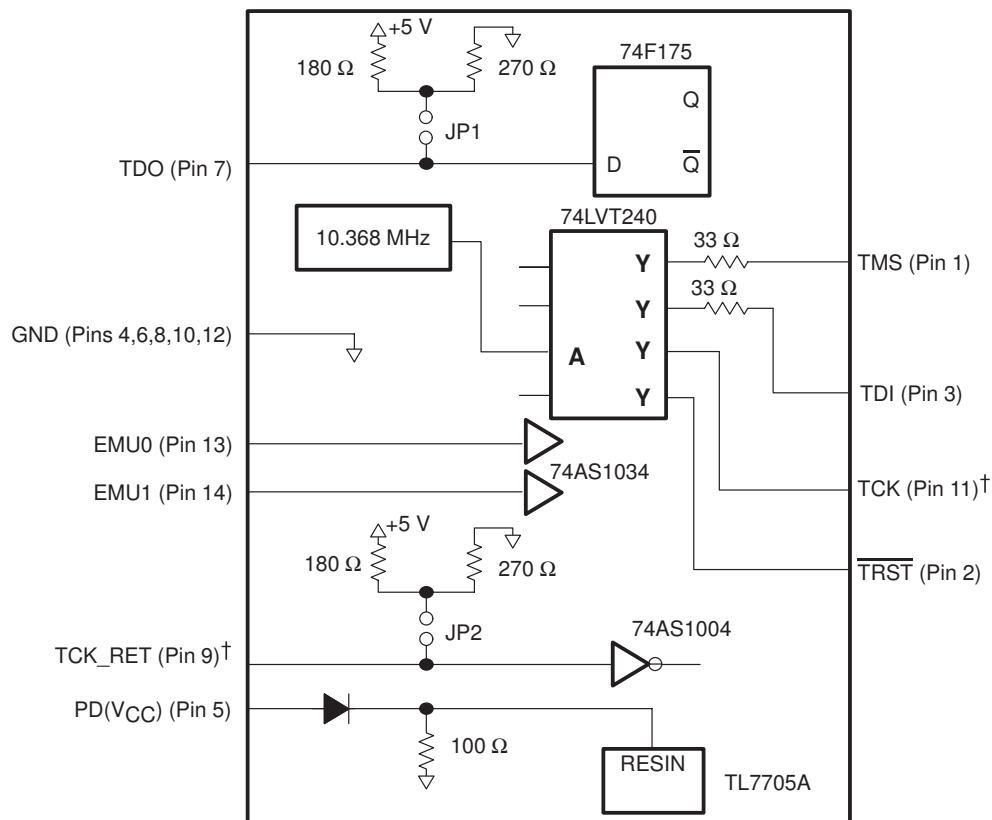 +5 V
180 Ω
270 Ω
74F175
Q
JP1
TDO (Pin 7)
D
Q̅
74LVT240
10.368 MHz
33 Ω
Y
TMS (Pin 1)
33 Ω
Y
GND (Pins 4,6,8,10,12)
A
Y
Y
TDI (Pin 3)
EMU0 (Pin 13)
74AS1034
EMU1 (Pin 14)
TCK (Pin 11)†
+5 V
180 Ω
270 Ω
T̅R̅S̅T̅ (Pin 2)
JP2
74AS1004
TCK_RET (Pin 9)†
PD(VCC) (Pin 5)
100 Ω
RESIN
TL7705A